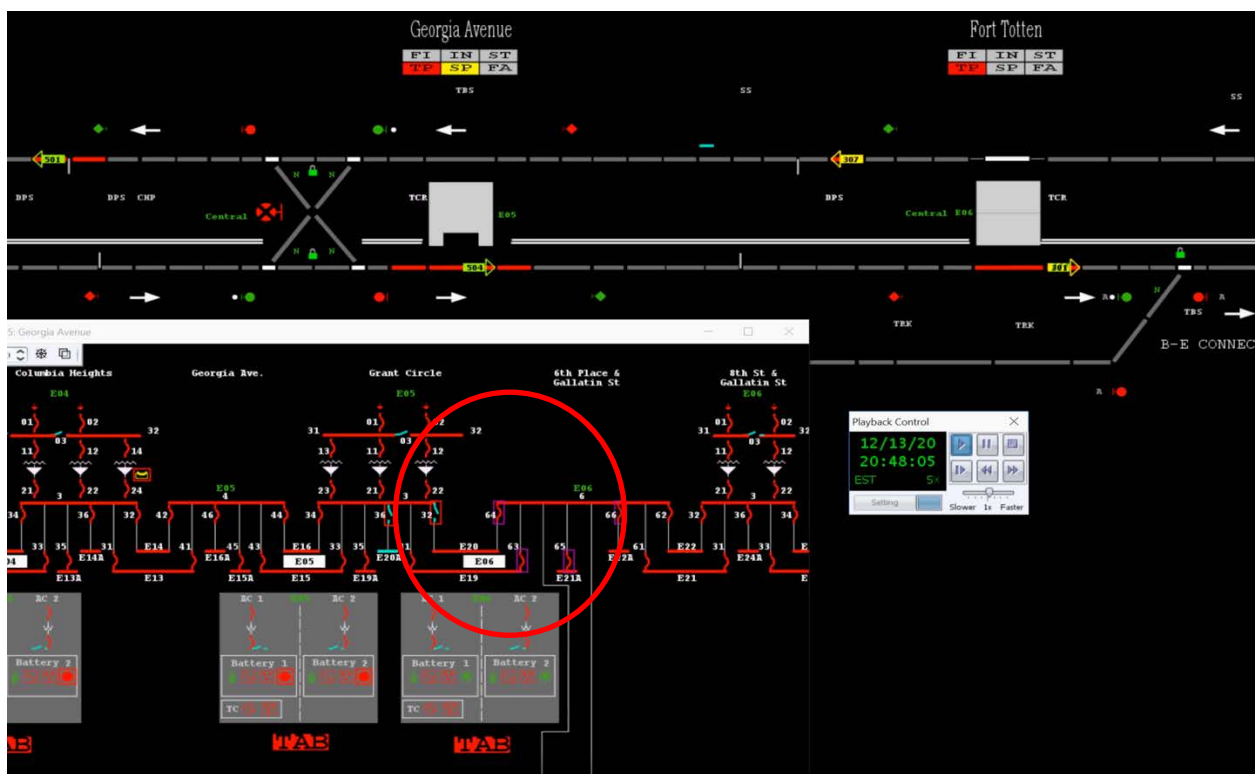 Georgia Avenue Fort Totten
FI IN ST FI IN ST
TP SP FA TP SP FA
TBS SS SS
501 307
N N
DPS DPS CHP TCR DPS TCR
Central E05 Central E06
N N
504 301
N
A A
TBS
TRK TRK
B-E CONNEC
A
5: Georgia Avenue
Columbia Heights Georgia Ave. Grant Circle 6th Place & Gallatin St 8th St & Gallatin St
E04 E05 E06
01 02 01 32 01 02
32 31 32 31 32
03 03 03
11 12 14 13 11 12 11 12
E05 E06
21 22 24 23 21 22 21 22
3 4 3 6 3
34 36 32 42 46 44 34 36 32 64 66 62 32 36 34
33 35 31 41 45 43 33 35 31 63 65 61 31 33
E14A E14 E16A E16 E20A E20 E22A E22 E24A
04 E05 E06
E13A E13 E15A E15 E19A E19 E21A E21
AC 2 AC 1 E05 AC 2 AC 2
Battery 2 Battery 1 Battery 2 Battery 1 Battery 2
TC TC
TAB TAB
Playback Control
12/13/20
20:48:05
EST 5x
Setting
Slower 1x Faster